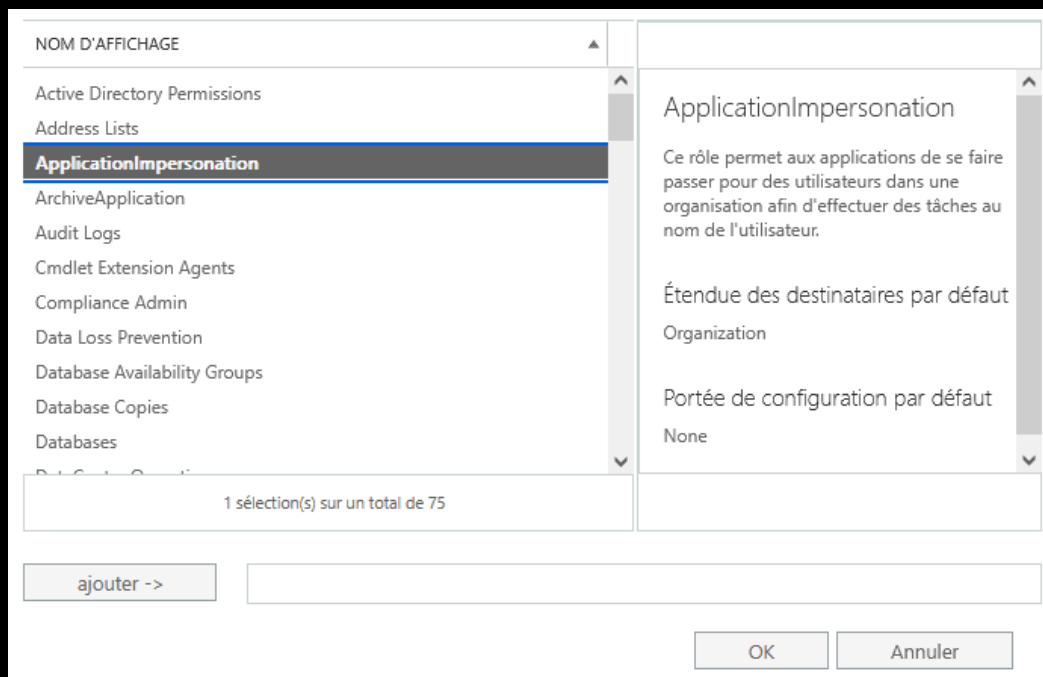 NOM D'AFFICHAGE
Active Directory Permissions
Address Lists
ApplicationImpersonation
ArchiveApplication
Audit Logs
Cmdlet Extension Agents
Compliance Admin
Data Loss Prevention
Database Availability Groups
Database Copies
Databases
1 sélection(s) sur un total de 75
ApplicationImpersonation
Ce rôle permet aux applications de se faire
passer pour des utilisateurs dans une
organisation afin d'effectuer des tâches au
nom de l'utilisateur.
Étendue des destinataires par défaut
Organization
Portée de configuration par défaut
None
ajouter ->
OK
Annuler